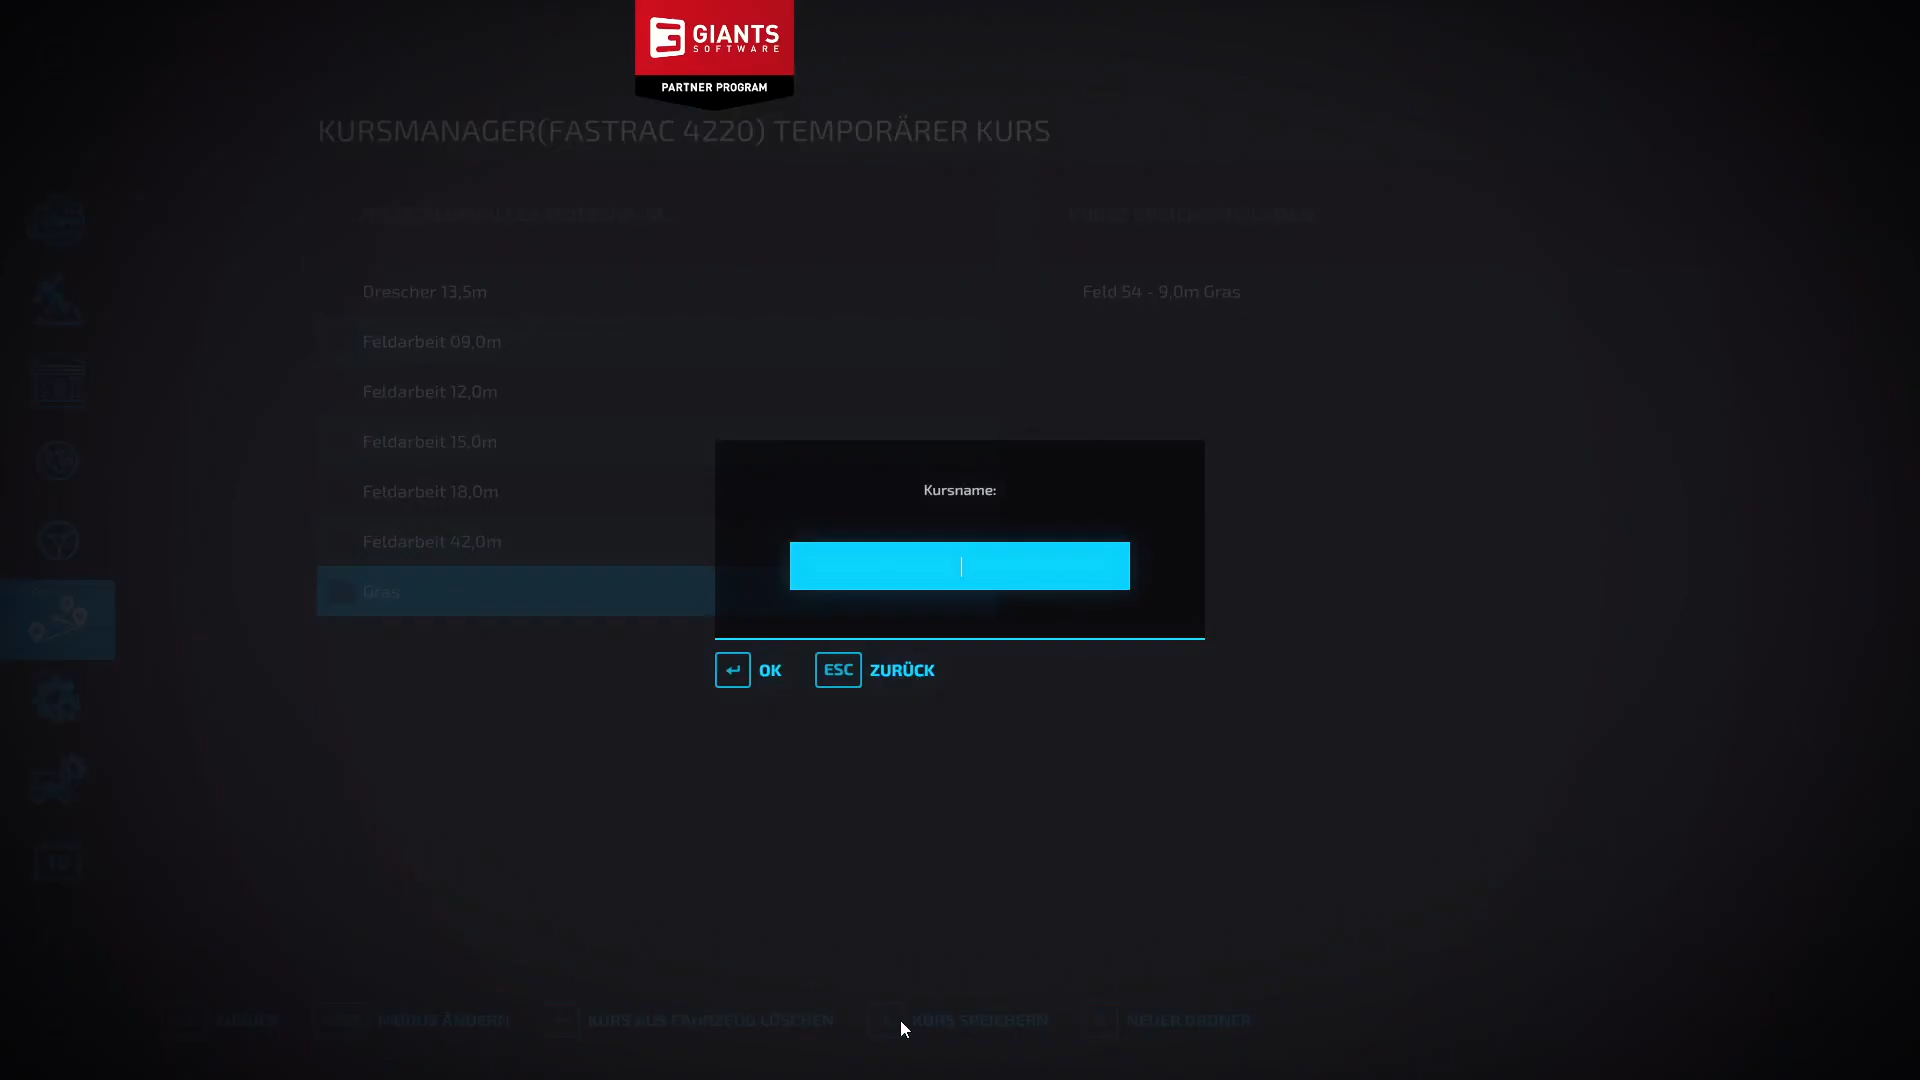 GIANTS
SOFTWARE
PARTNER PROGRAM
KURSMANAGER(FASTRAC 4220) TEMPORÄRER KURS
Drescher 13,5m
Feld 54 - 9,0m Gras
Feldarbeit 09,0m
Feldarbeit 12,0m
Feldarbeit 15,0m
Feldarbeit 18,0m
Feldarbeit 42,0m
Gras
Kursname:
OK
ESC ZURÜCK
ZURÜCK
MODUS ÄNDERN
KURS AUS FAHRZEUG LÖSCHEN
KURS SPEICHERN
NEUER ORDNER